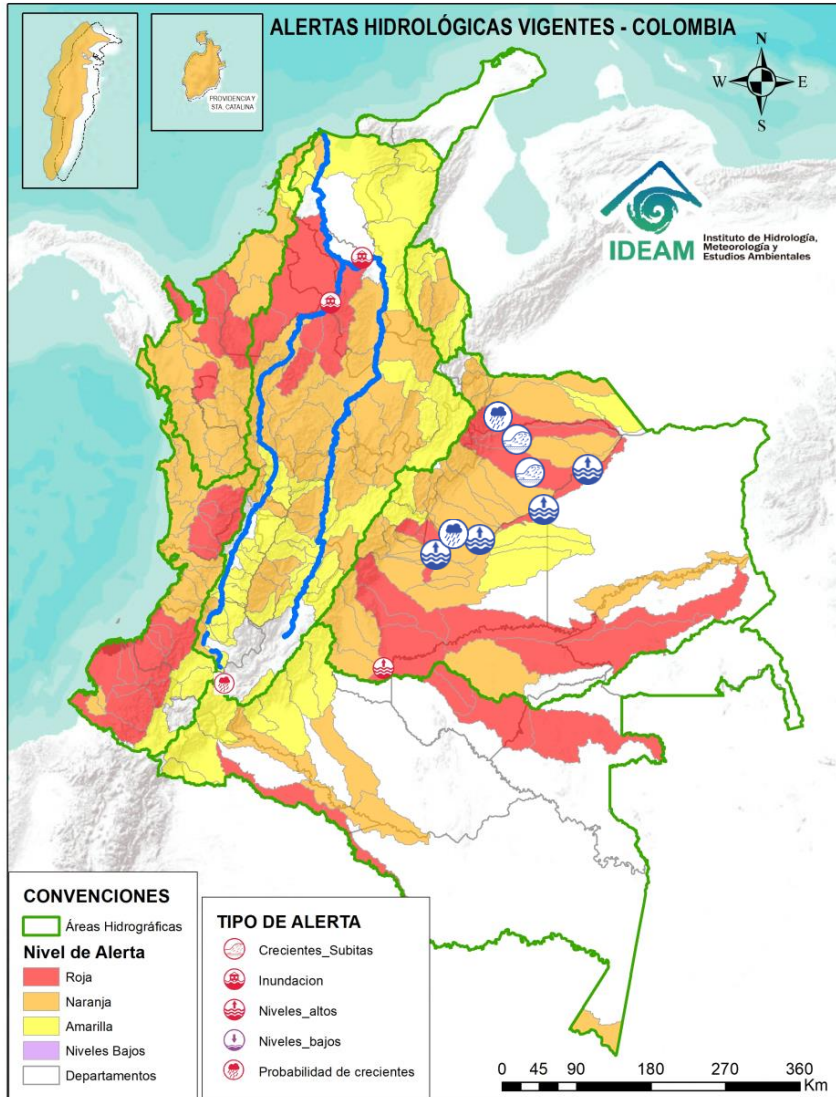 ALERTAS HIDROLÓGICAS VIGENTES - COLOMBIA
PROVIDENCIA Y
STA. CATALINA
N
W
E
S
IDEAM
Instituto de Hidrología,
Meteorología y
Estudios Ambientales
CONVENCIONES
Áreas Hidrográficas
Nivel de Alerta
Roja
Naranja
Amarilla
Niveles Bajos
Departamentos
TIPO DE ALERTA
Crecientes_Subitas
Inundacion
Niveles_altos
Niveles_bajos
Probabilidad de crecientes
0 45 90 180 270 360
Km